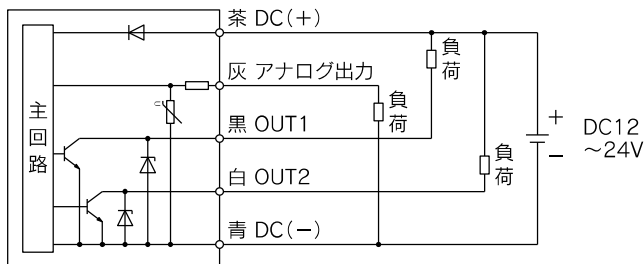 茶 DC(+)
負荷
灰 アナログ出力
主回路
負荷
黒 OUT1
+
DC12
～24V
−
負荷
白 OUT2
青 DC(−)